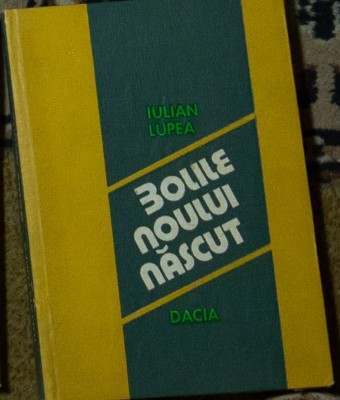 IULIAN
LUPEA
BOLILE
NOULUI
NĂSCUT
DACIA